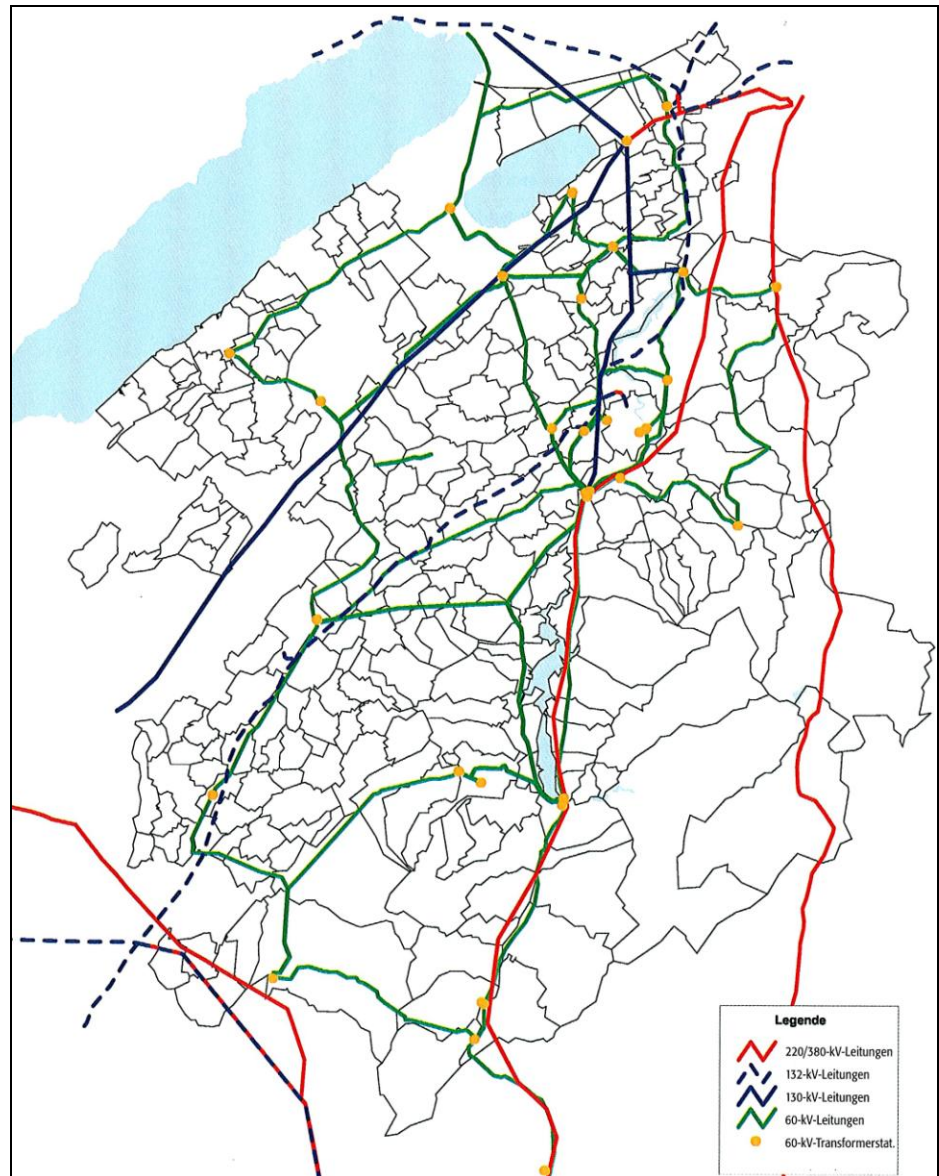 Legende
220/380-kV-Leitungen
132-kV-Leitungen
130-kV-Leitungen
60-kV-Leitungen
60-kV-Transformerstat.